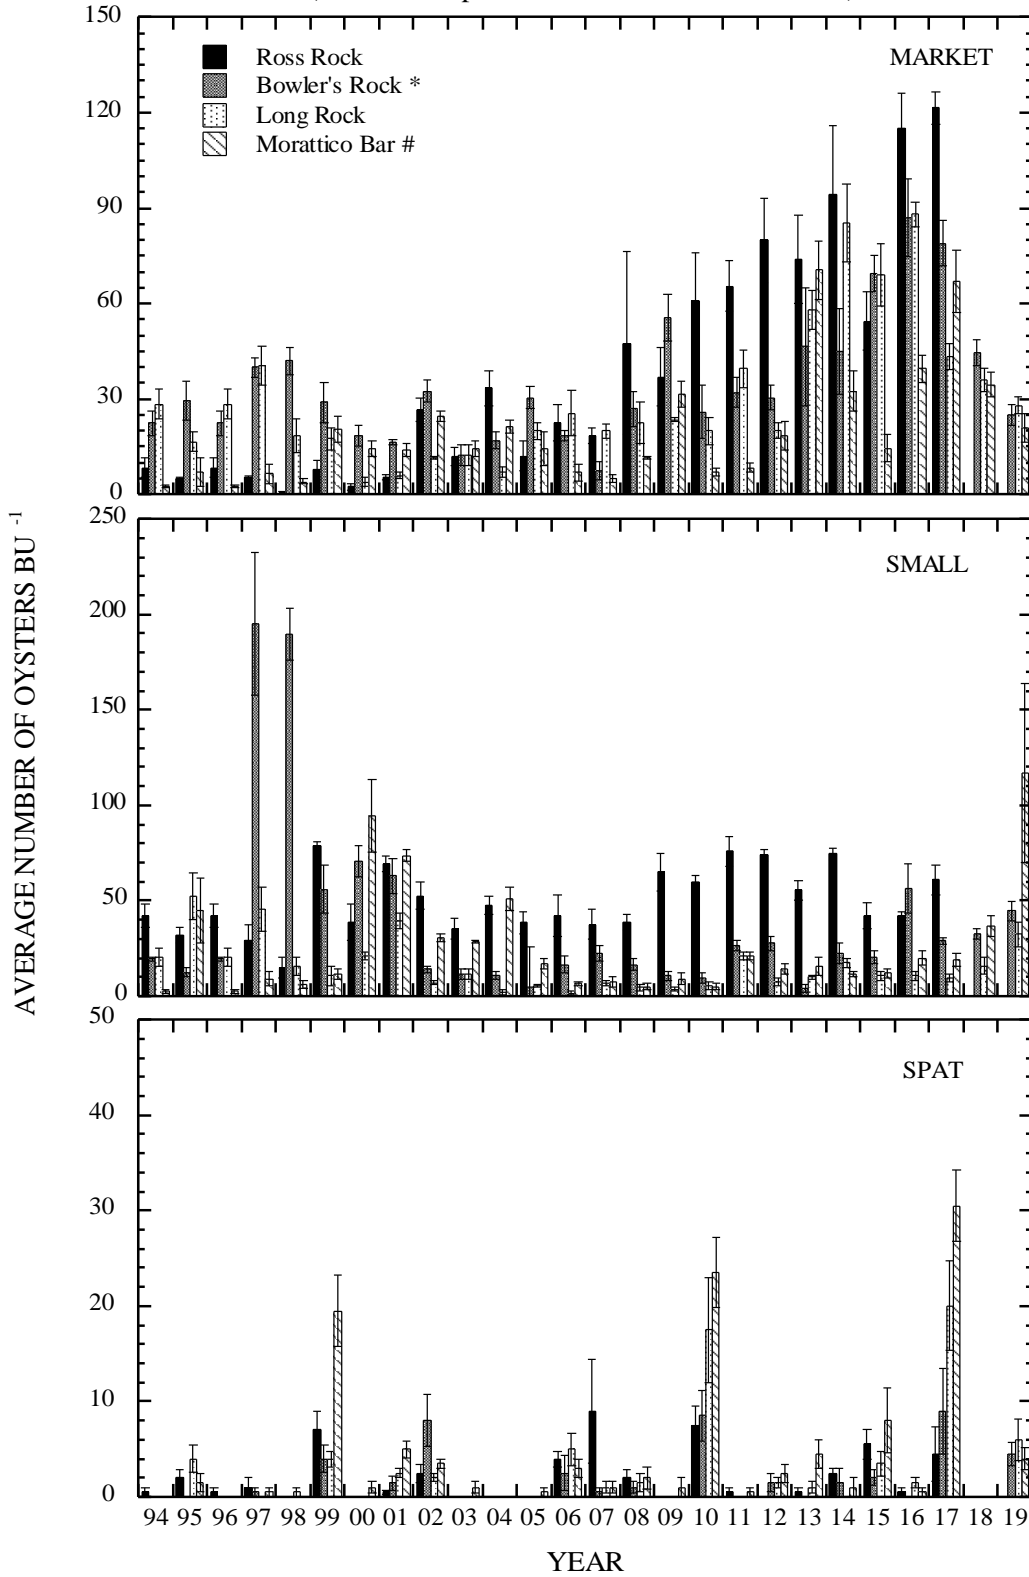 150
120
90
60
30
0
MARKET
Ross Rock
Bowler's Rock *
Long Rock
Morattico Bar #
250
200
150
100
50
0
SMALL
AVERAGE NUMBER OF OYSTERS BU -1
50
40
30
20
10
0
SPAT
94 95 96 97 98 99 00 01 02 03 04 05 06 07 08 09 10 11 12 13 14 15 16 17 18 19
YEAR